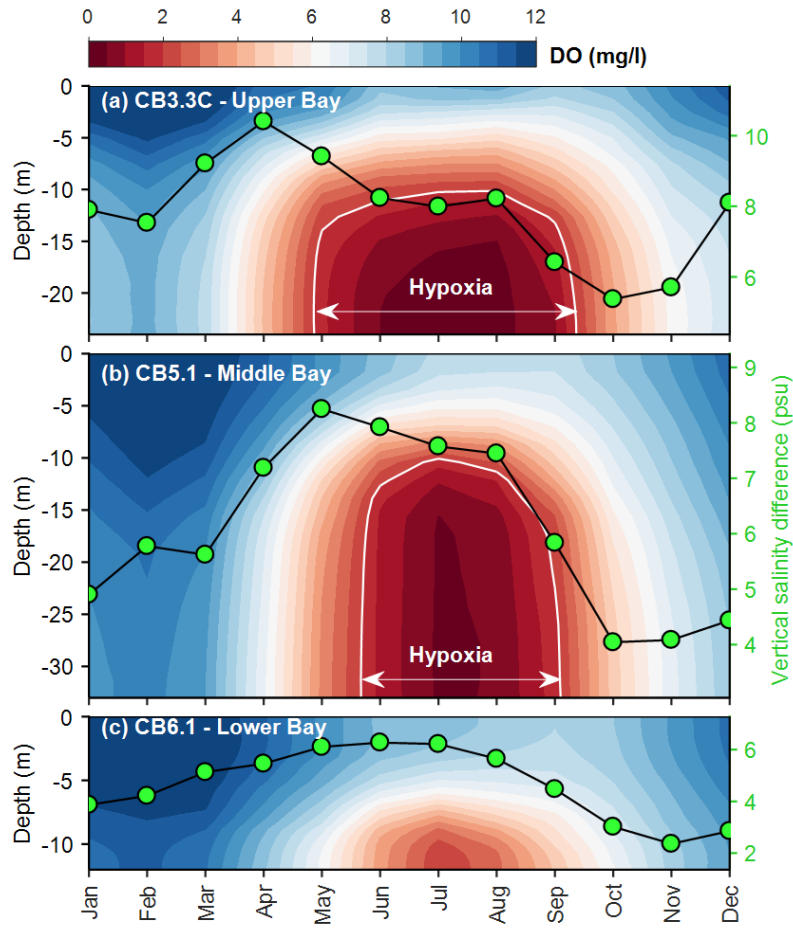 0 2 4 6 8 10 12
DO (mg/l)
(a) CB3.3C - Upper Bay
Depth (m)
0
-5
-10
-15
-20
10
8
6
Hypoxia
(b) CB5.1 - Middle Bay
Depth (m)
0
-5
-10
-15
-20
-25
-30
9
8
7
6
5
4
Vertical salinity difference (psu)
Hypoxia
(c) CB6.1 - Lower Bay
Depth (m)
0
-5
-10
6
4
2
Jan Feb Mar Apr May Jun Jul Aug Sep Oct Nov Dec